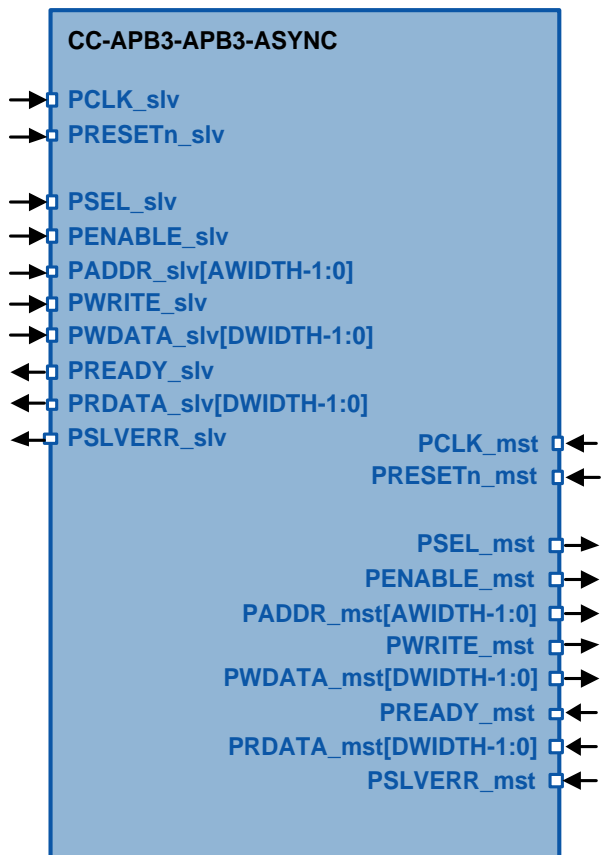 CC-APB3-APB3-ASYNC
PCLK_slv
PRESETn_slv
PSEL_slv
PENABLE_slv
PADDR_slv[AWIDTH-1:0]
PWRITE_slv
PWDATA_slv[DWIDTH-1:0]
PREADY_slv
PRDATA_slv[DWIDTH-1:0]
PSLVERR_slv
PCLK_mst
PRESETn_mst
PSEL_mst
PENABLE_mst
PADDR_mst[AWIDTH-1:0]
PWRITE_mst
PWDATA_mst[DWIDTH-1:0]
PREADY_mst
PRDATA_mst[DWIDTH-1:0]
PSLVERR_mst